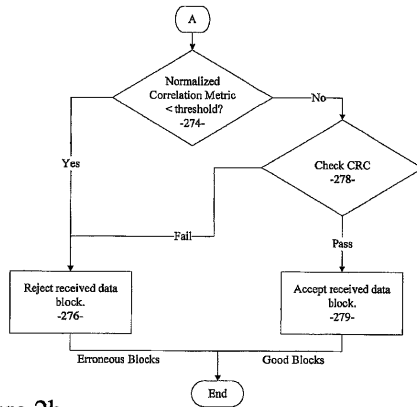 A
Normalized
Correlation Metric
< threshold?
-274-
No
Yes
Check CRC
-278-
Fail
Pass
Reject received data
block.
-276-
Accept received data
block.
-279-
Erroneous Blocks
Good Blocks
End